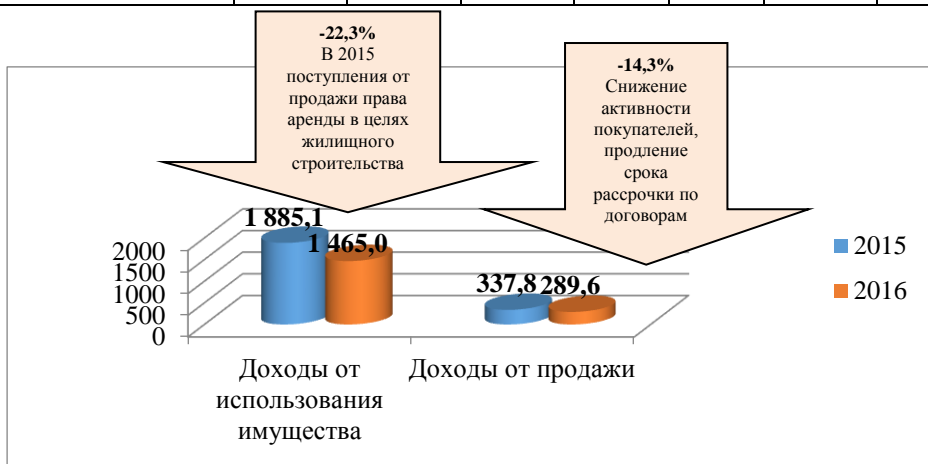 -22,3%
В 2015
поступления от
продажи права
аренды в целях
жилищного
строительства
-14,3%
Снижение
активности
покупателей,
продление
срока
рассрочки по
договорам
1 885,1
1 465,0
337,8 289,6
2000
1500
1000
500
0
Доходы от
использования
имущества
Доходы от продажи
2015
2016